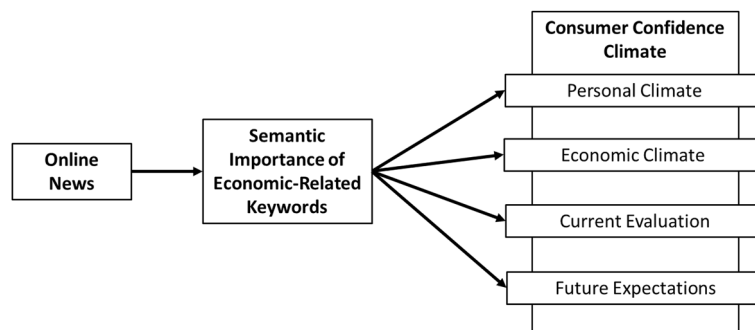 Online
News
Semantic
Importance of
Economic-Related
Keywords
Consumer Confidence
Climate
Personal Climate
Economic Climate
Current Evaluation
Future Expectations